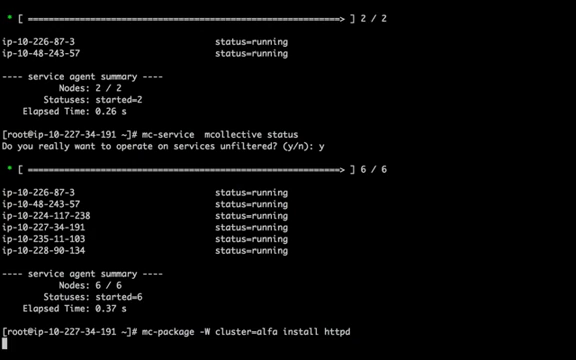 * [ ============================================================> ] 2 / 2
ip-10-226-87-3 status=running
ip-10-48-243-57 status=running
---- service agent summary ----
Nodes: 2 / 2
Statuses: started=2
Elapsed Time: 0.26 s
[root@ip-10-227-34-191 ~]# mc-service mcollective status
Do you really want to operate on services unfiltered? (y/n): y
* [ ============================================================> ] 6 / 6
ip-10-226-87-3 status=running
ip-10-48-243-57 status=running
ip-10-224-117-238 status=running
ip-10-227-34-191 status=running
ip-10-235-11-103 status=running
ip-10-228-90-134 status=running
---- service agent summary ----
Nodes: 6 / 6
Statuses: started=6
Elapsed Time: 0.37 s
[root@ip-10-227-34-191 ~]# mc-package -W cluster=alfa install httpd